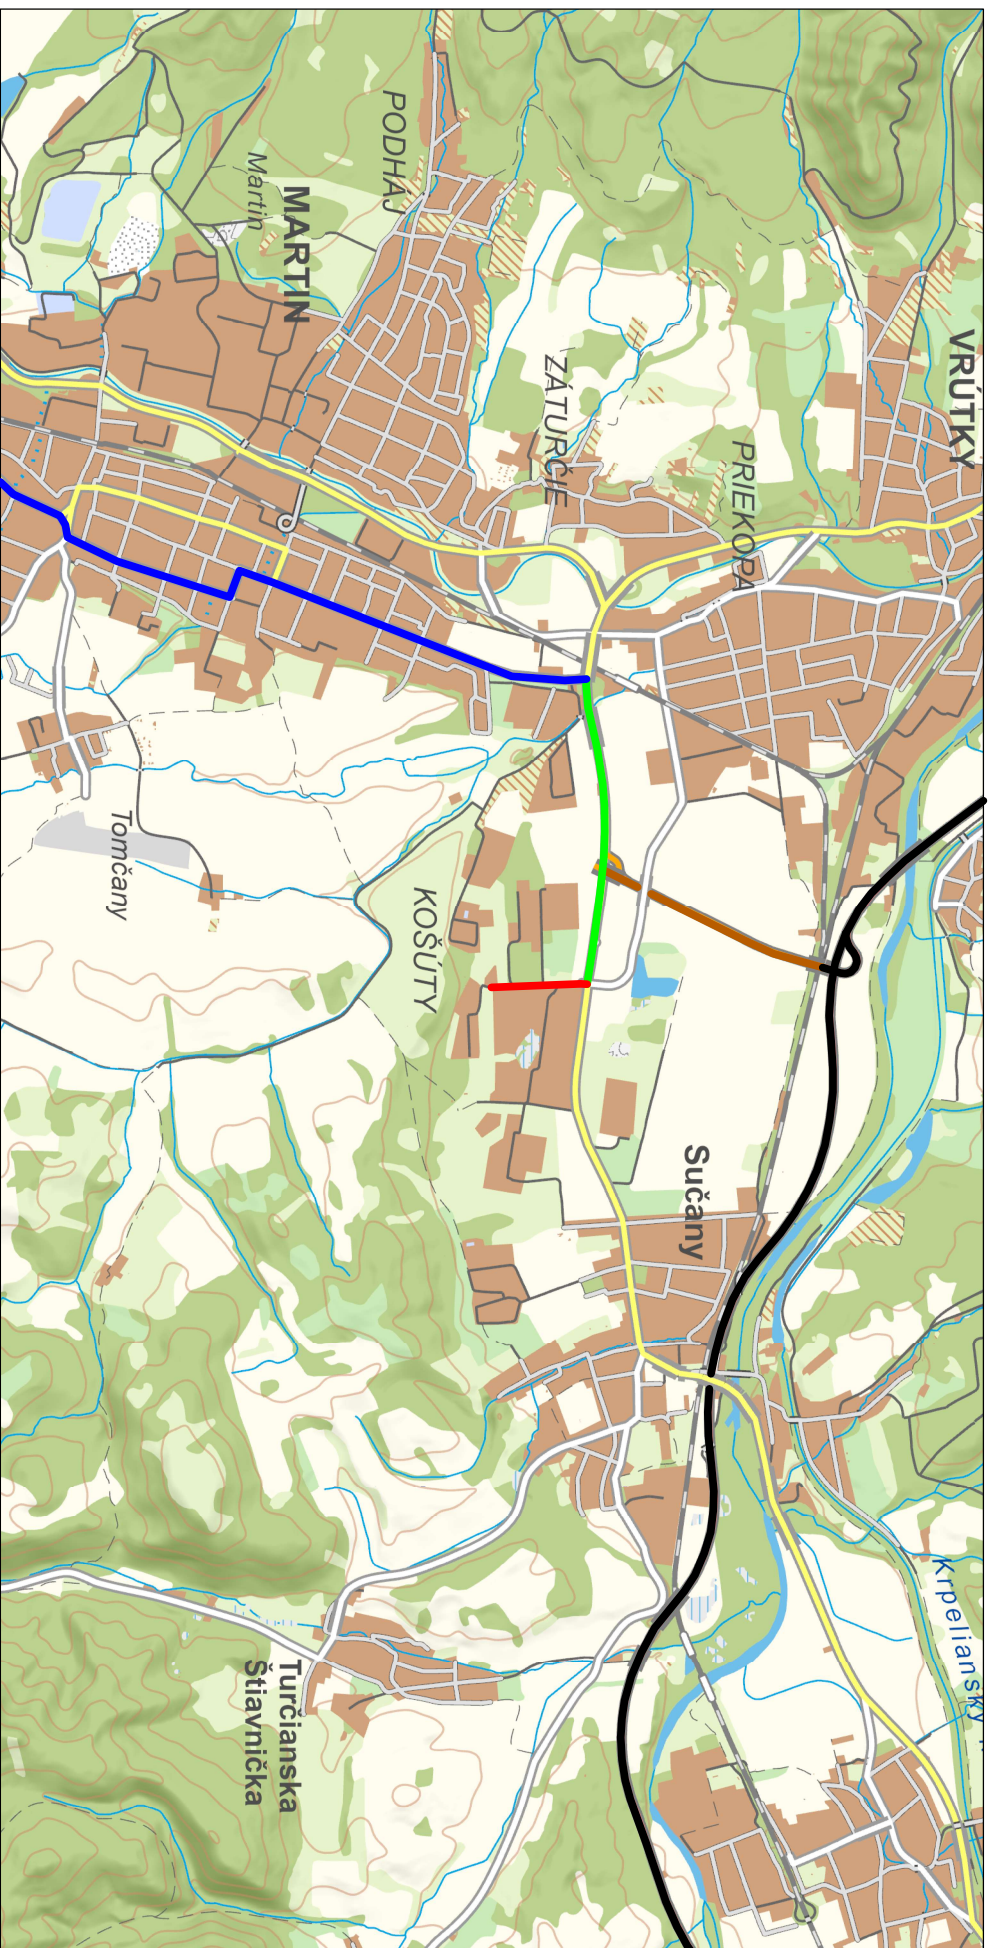 PODHÁJ
MARTIN
Martin
VRÚTKY
ZÁTURČIE
PRIEKOPA
Tomčany
KOŠÚTY
Sučany
Krpeliansky
Turčianska
Štiavnička